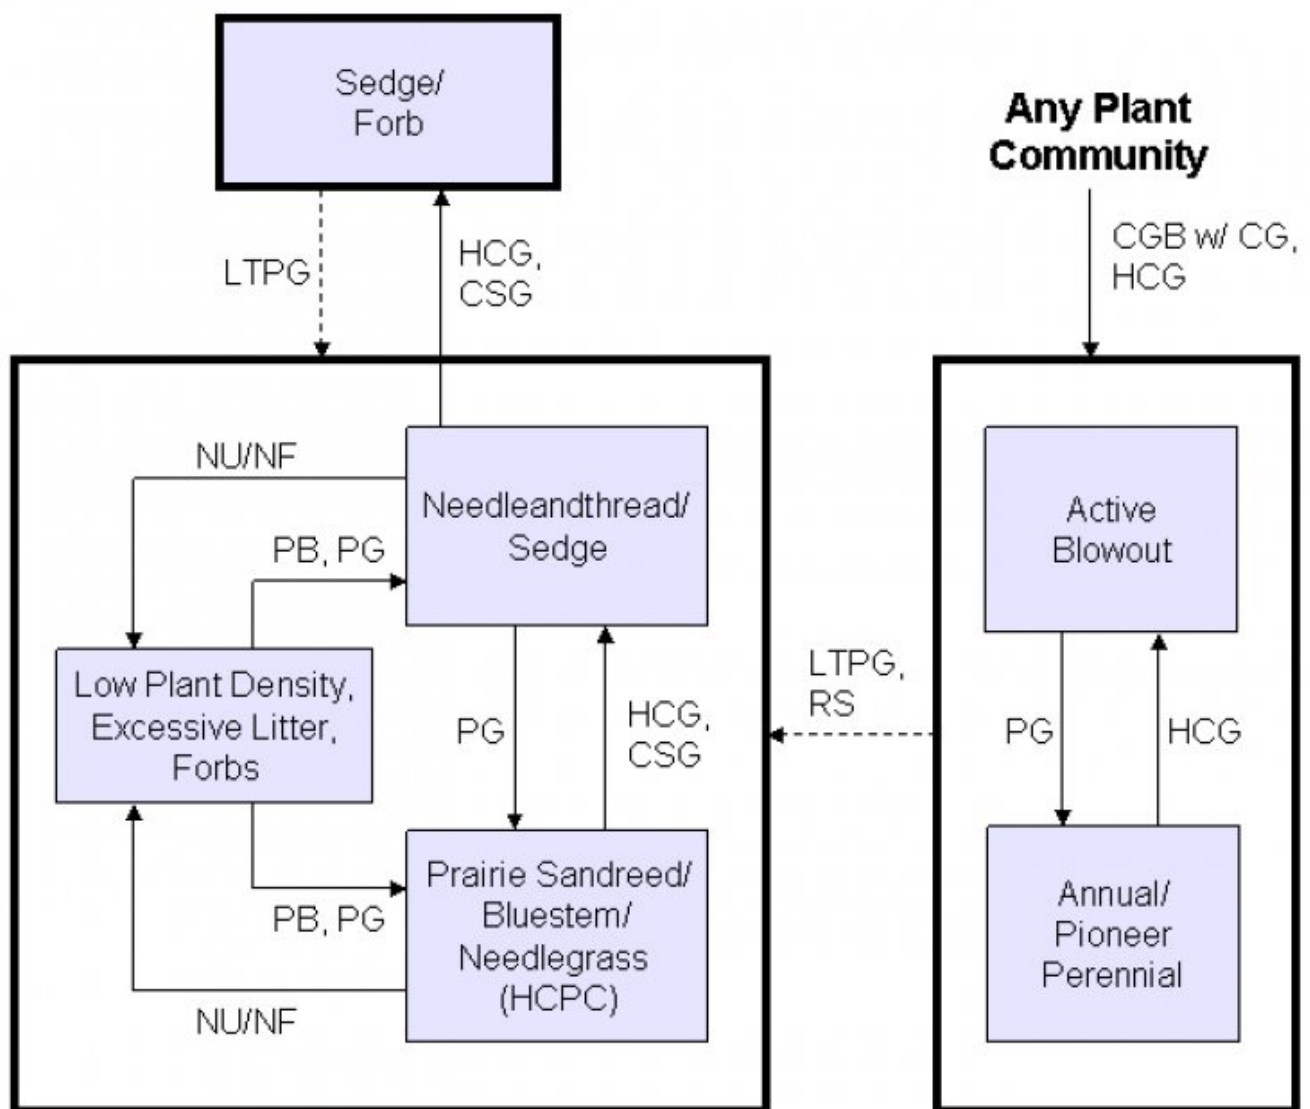 Sedge/
Forb
Any Plant
Community
LTPG
HCG,
CSG
CGB w/ CG,
HCG
NU/NF
Needleandthread/
Sedge
PB, PG
Active
Blowout
Low Plant Density,
Excessive Litter,
Forbs
PG
HCG,
CSG
LTPG,
RS
PG
HCG
Prairie Sandreed/
Bluestem/
Needlegrass
(HCPC)
PB, PG
NU/NF
Annual/
Pioneer
Perennial